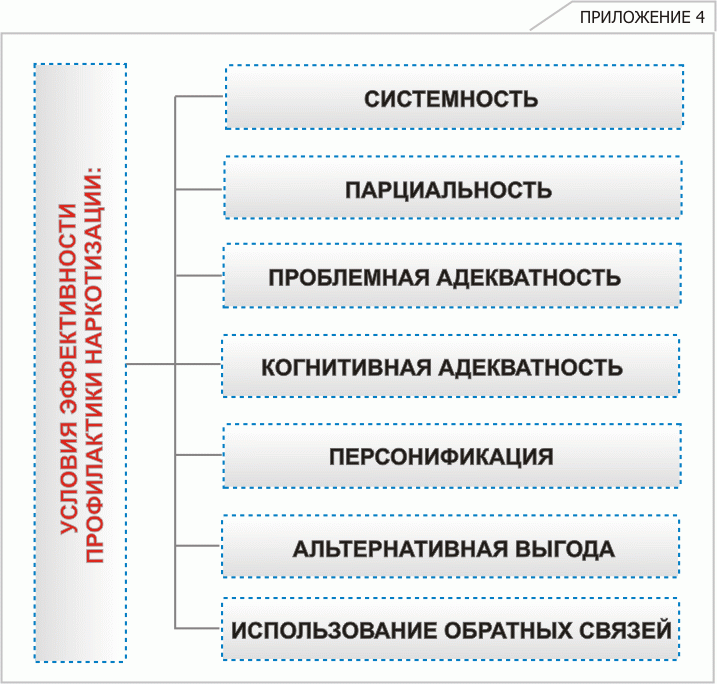 ПРИЛОЖЕНИЕ 4
УСЛОВИЯ ЭФФЕКТИВНОСТИ
ПРОФИЛАКТИКИ НАРКОТИЗАЦИИ:
СИСТЕМНОСТЬ
ПАРЦИАЛЬНОСТЬ
ПРОБЛЕМНАЯ АДЕКВАТНОСТЬ
КОГНИТИВНАЯ АДЕКВАТНОСТЬ
ПЕРСОНИФИКАЦИЯ
АЛЬТЕРНАТИВНАЯ ВЫГОДА
ИСПОЛЬЗОВАНИЕ ОБРАТНЫХ СВЯЗЕЙ